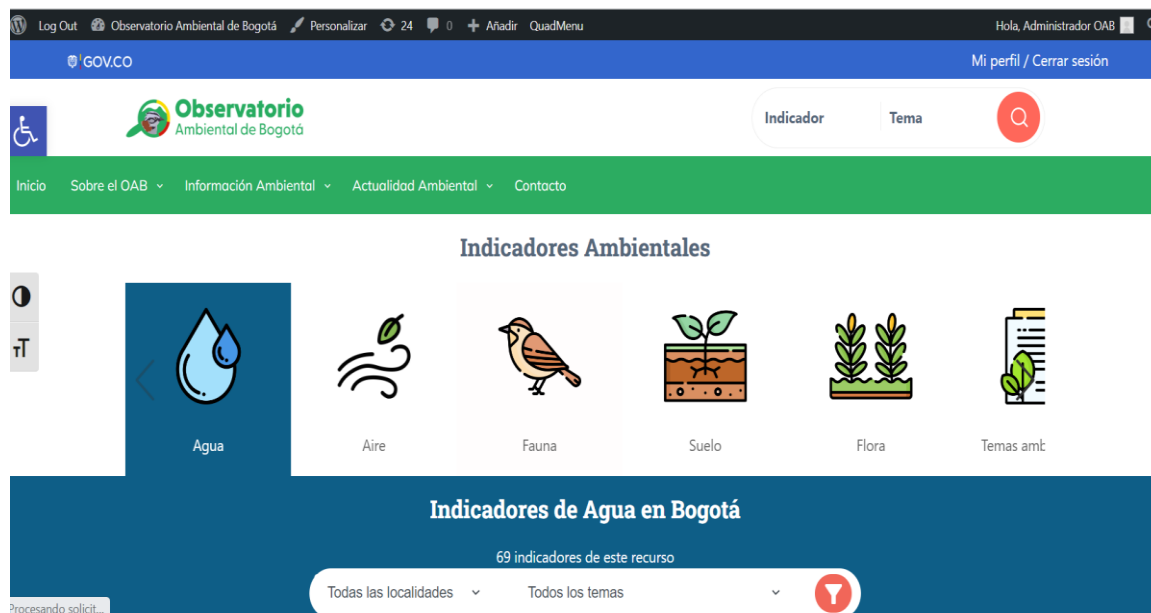 Log Out Observatorio Ambiental de Bogotá Personalizar 24 0 Añadir QuadMenu Hola, Administrador OAB
GOV.CO Mi perfil / Cerrar sesión
Observatorio
Ambiental de Bogotá
Indicador Tema
Inicio Sobre el OAB Información Ambiental Actualidad Ambiental Contacto
Indicadores Ambientales
Agua Aire Fauna Suelo Flora Temas amb
Indicadores de Agua en Bogotá
69 indicadores de este recurso
Todas las localidades Todos los temas
Procesando solicit...